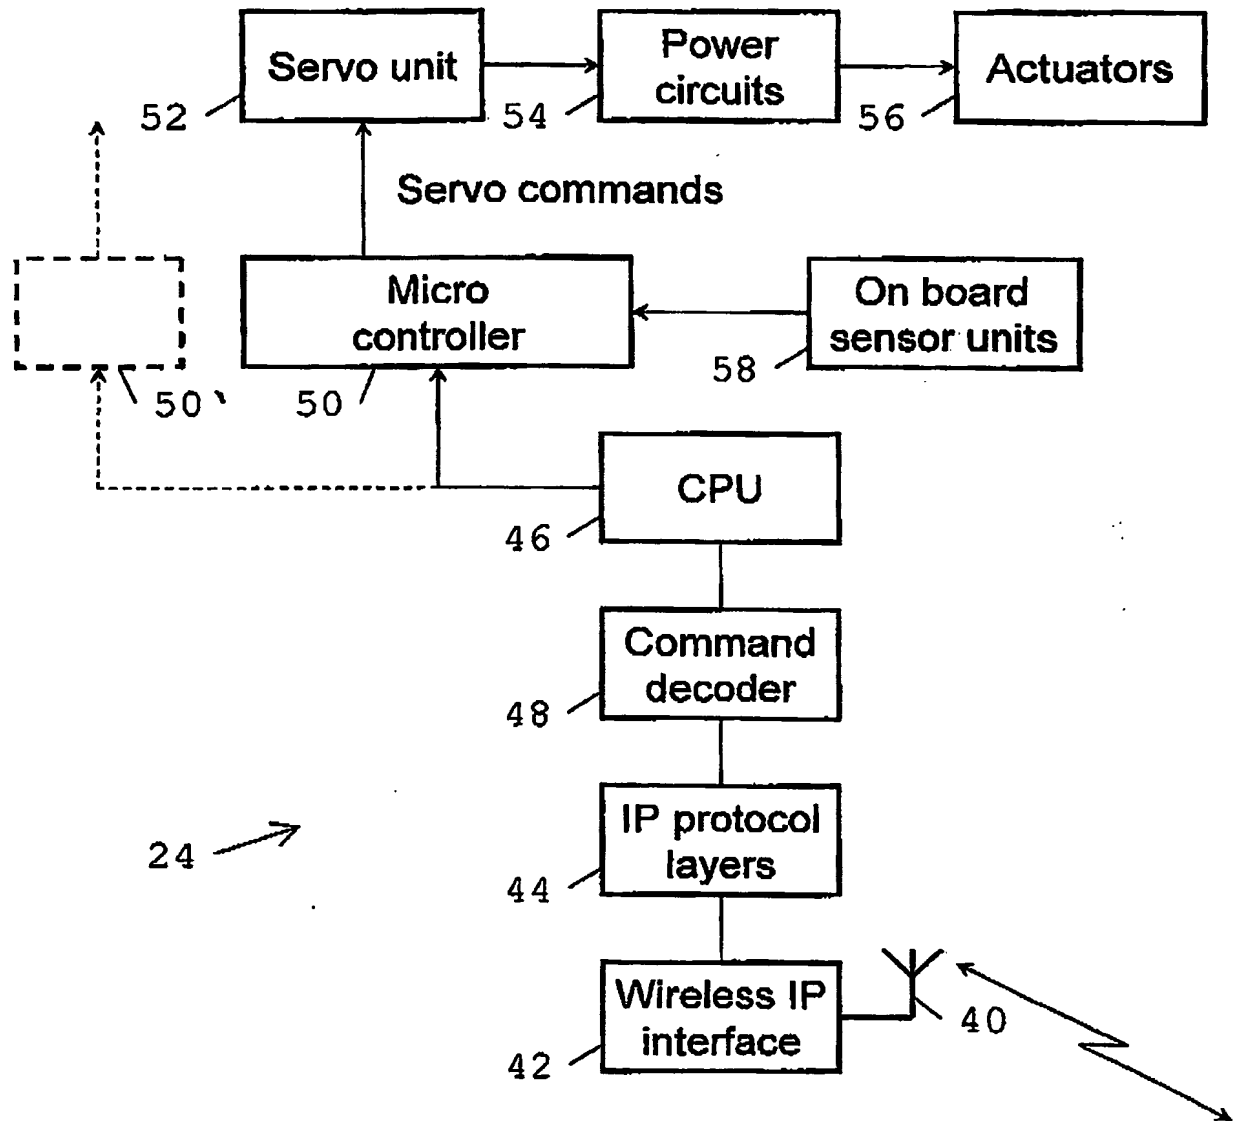 Servo unit
Power
circuits
Actuators
52
54
56
Servo commands
Micro
controller
On board
sensor units
58
50`
50
CPU
46
Command
decoder
48
IP protocol
layers
24
44
Wireless IP
interface
40
42